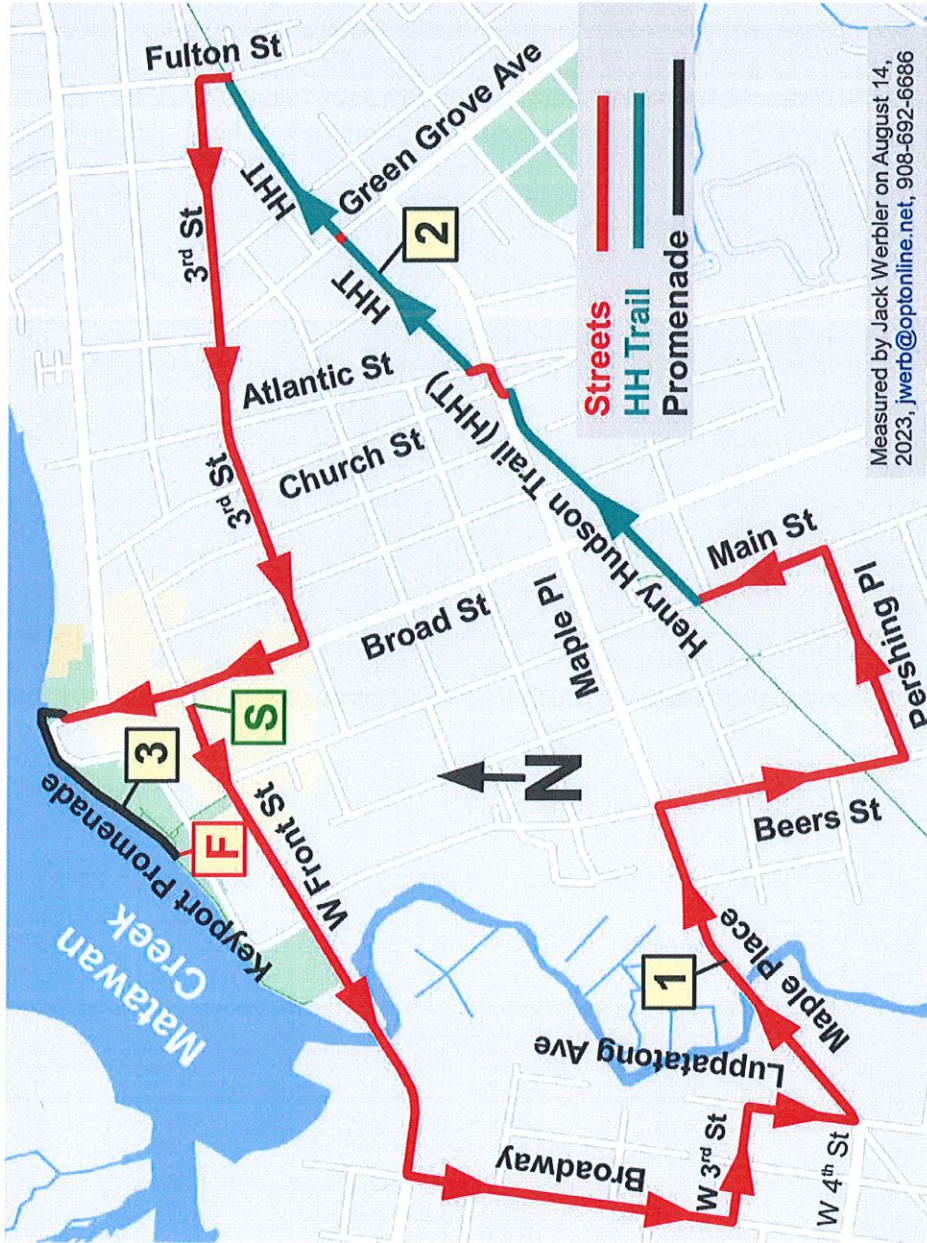 Fulton St
3rd St
HHT
Green Grove Ave
2
HHT
Atlantic St
3rd St
Church St
Henry Hudson Trail (HHT)
Main St
Pershing Pl
Broad St
Maple Pl
S
3
F
Keyport Promenade
W Front St
N
Matawan
Creek
Beers St
1
Maple Place
Luppatatong Ave
Broadway
W 3rd St
W 4th St
Streets
HH Trail
Promenade
Measured by Jack Werbler on August 14,
2023, jwerb@optonline.net, 908-692-6686